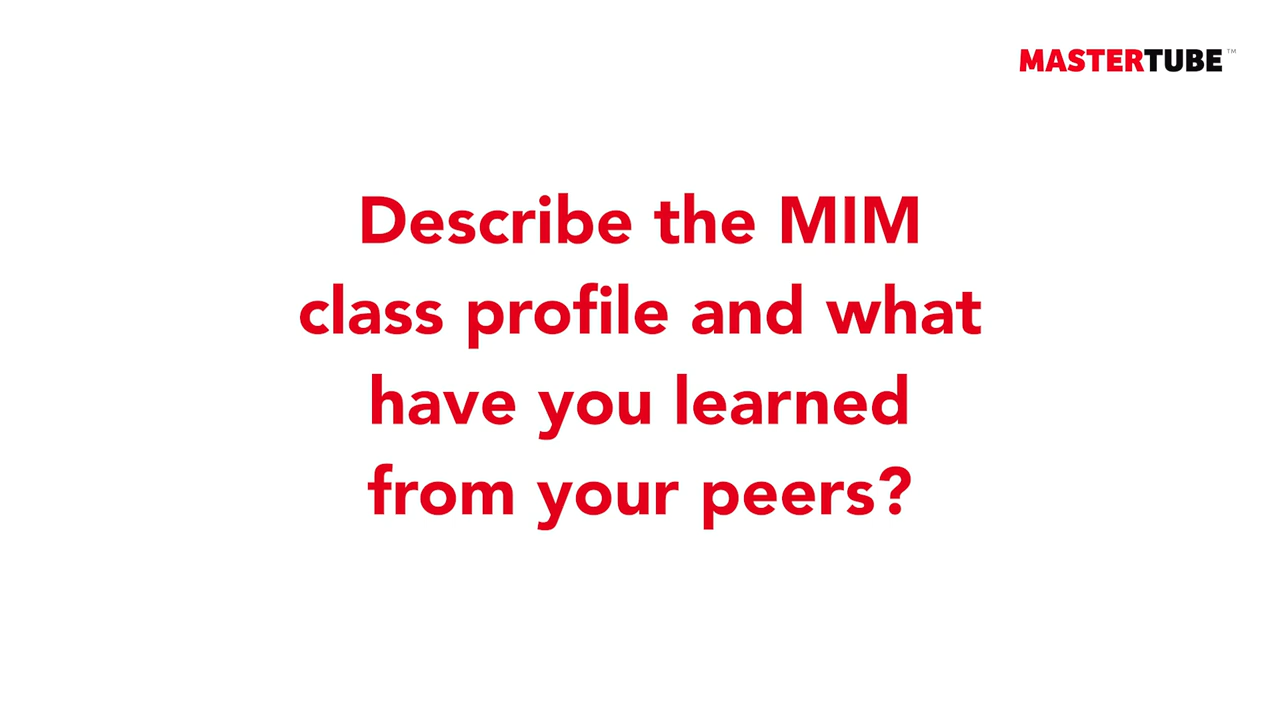 MASTERTUBE™
Describe the MIM
class profile and what
have you learned
from your peers?